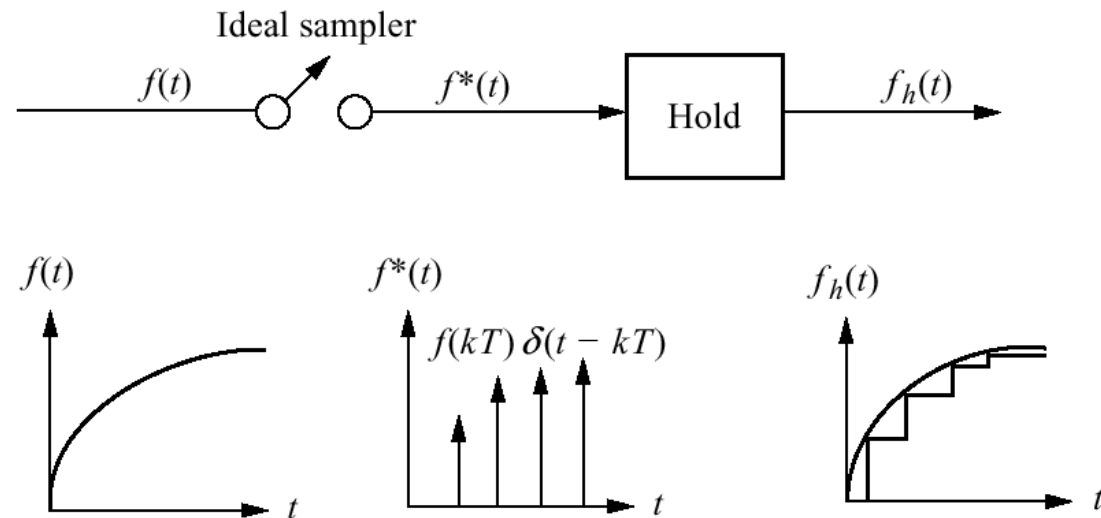 Ideal sampler
f(t)
f*(t)
Hold
f_h(t)
f(t)
t
f*(t)
f(kT) δ(t − kT)
t
f_h(t)
t